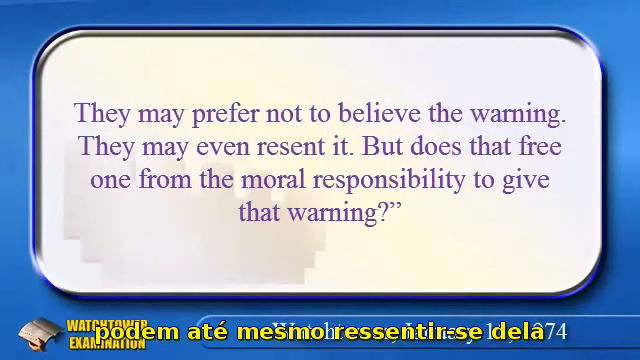 They may prefer not to believe the warning.
They may even resent it. But does that free
one from the moral responsibility to give
that warning?”
WATCHTOWER
EXAMINATION
podem até mesmo ressentir-se dela